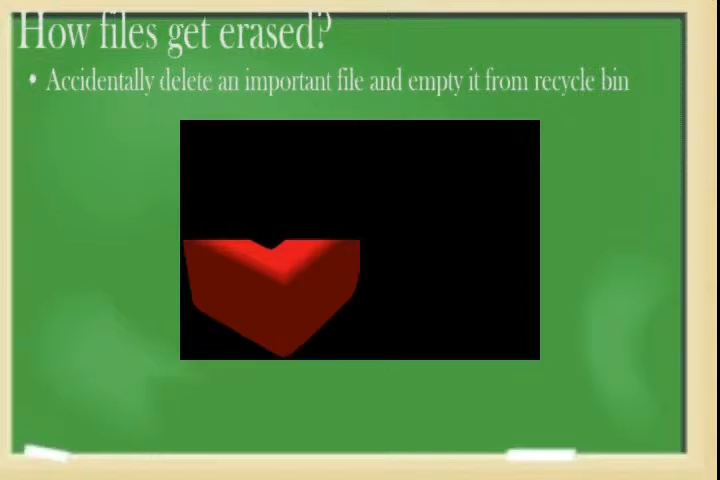 How files get erased?
• Accidentally delete an important file and empty it from recycle bin